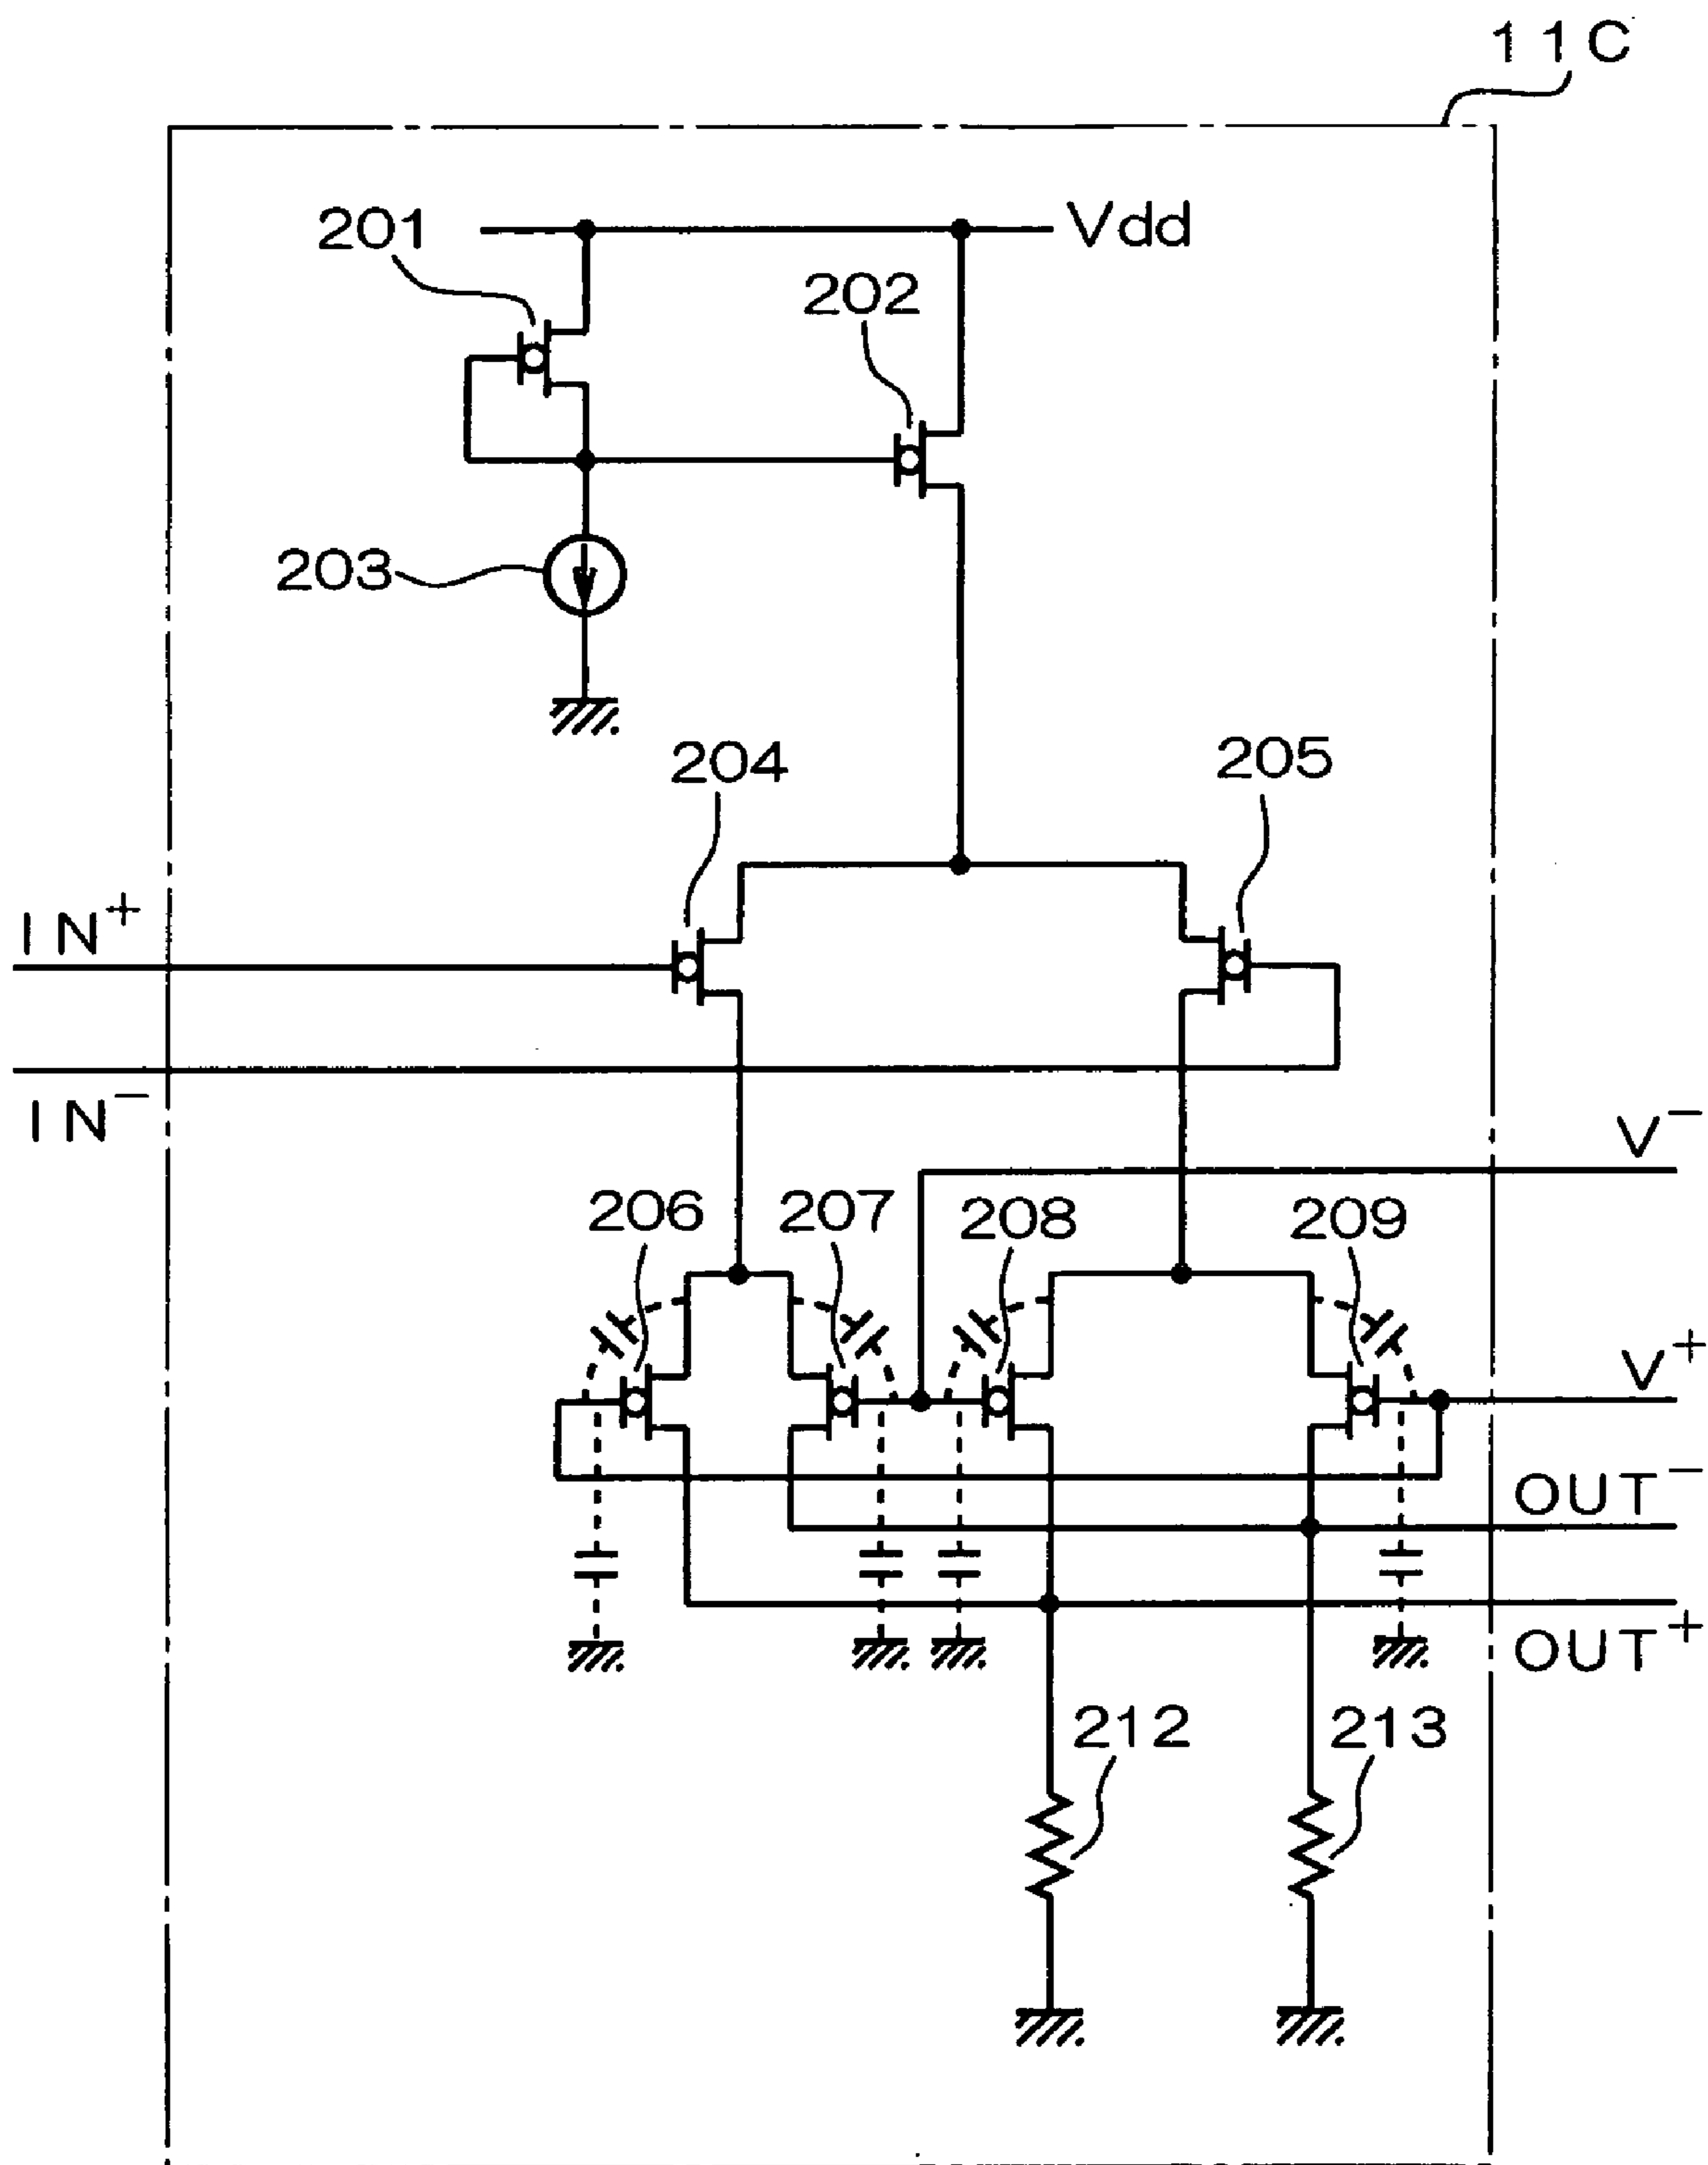 11C
Vdd
201
202
203
204
205
IN+
IN-
V-
206
207
208
209
V+
OUT-
OUT+
212
213